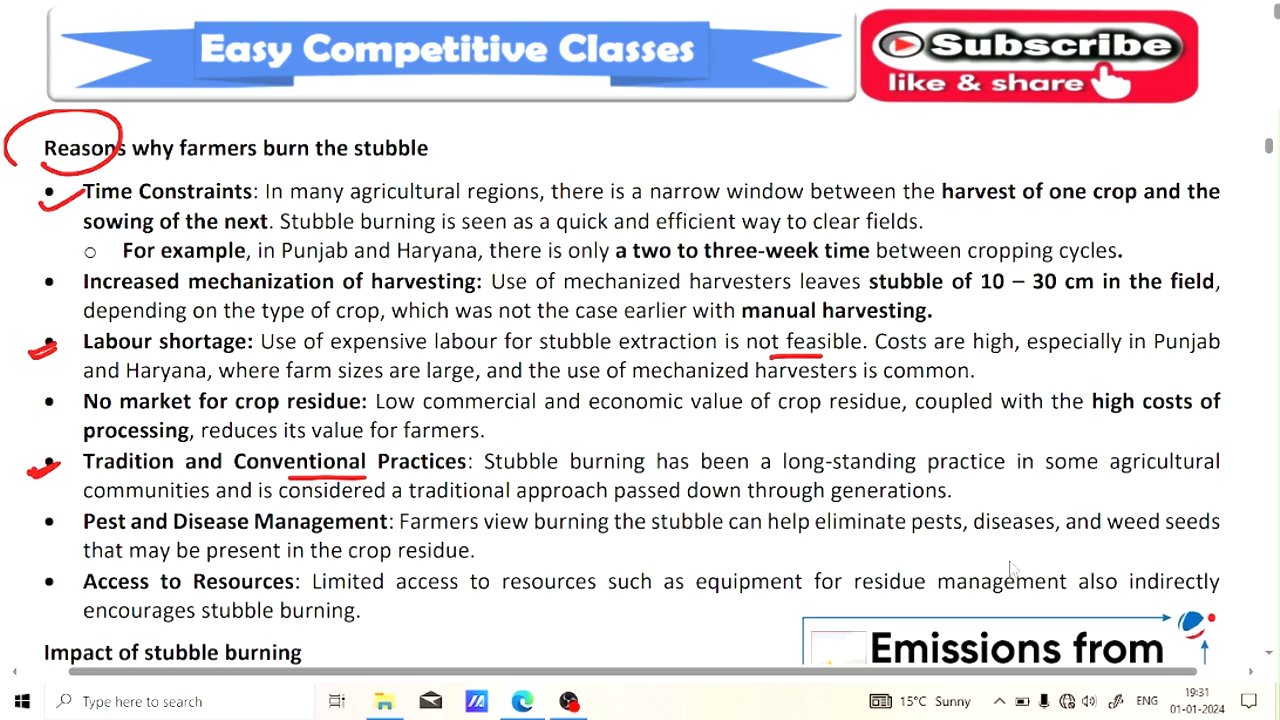 Easy Competitive Classes
Subscribe
like & share
Reasons why farmers burn the stubble
• Time Constraints: In many agricultural regions, there is a narrow window between the harvest of one crop and the
sowing of the next. Stubble burning is seen as a quick and efficient way to clear fields.
o For example, in Punjab and Haryana, there is only a two to three-week time between cropping cycles.
• Increased mechanization of harvesting: Use of mechanized harvesters leaves stubble of 10 – 30 cm in the field,
depending on the type of crop, which was not the case earlier with manual harvesting.
• Labour shortage: Use of expensive labour for stubble extraction is not feasible. Costs are high, especially in Punjab
and Haryana, where farm sizes are large, and the use of mechanized harvesters is common.
• No market for crop residue: Low commercial and economic value of crop residue, coupled with the high costs of
processing, reduces its value for farmers.
• Tradition and Conventional Practices: Stubble burning has been a long-standing practice in some agricultural
communities and is considered a traditional approach passed down through generations.
• Pest and Disease Management: Farmers view burning the stubble can help eliminate pests, diseases, and weed seeds
that may be present in the crop residue.
• Access to Resources: Limited access to resources such as equipment for residue management also indirectly
encourages stubble burning.
Impact of stubble burning
Emissions from
Type here to search
15°C Sunny
ENG
19:31
01-01-2024